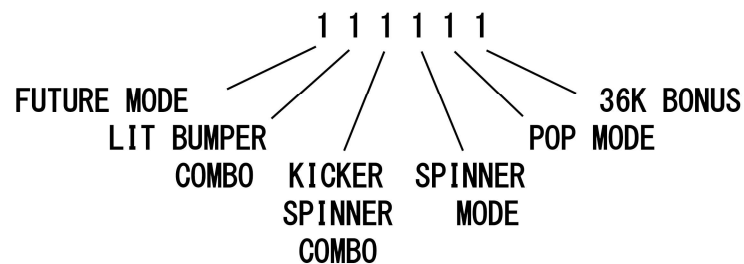 1 1 1 1 1 1
FUTURE MODE
LIT BUMPER
COMBO
KICKER
SPINNER
COMBO
SPINNER
MODE
POP MODE
36K BONUS